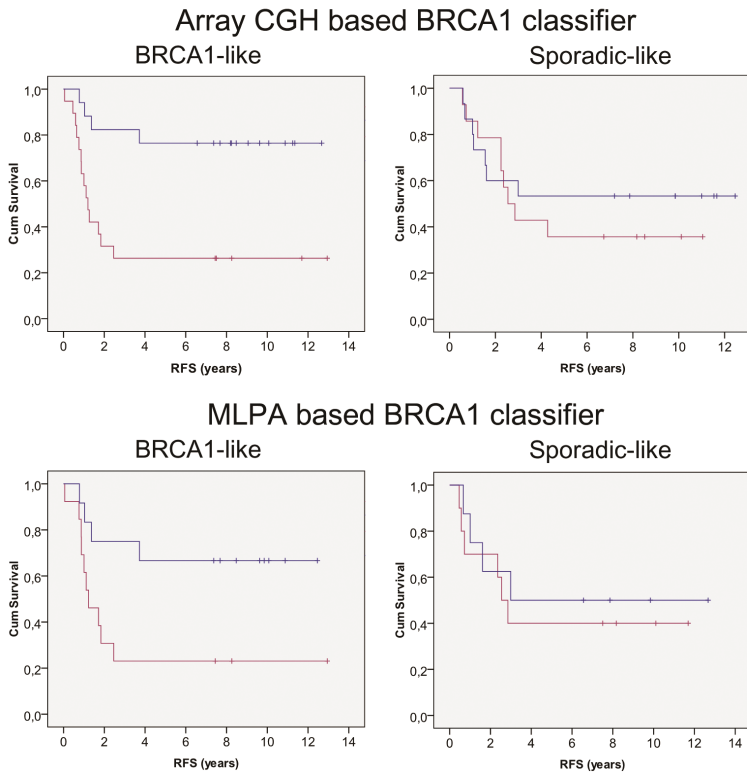 Array CGH based BRCA1 classifier
BRCA1-like
Sporadic-like
1,0
0,8
0,6
0,4
0,2
0,0
Cum Survival
0 2 4 6 8 10 12 14
RFS (years)
1,0
0,8
0,6
0,4
0,2
0,0
Cum Survival
0 2 4 6 8 10 12
RFS (years)
MLPA based BRCA1 classifier
BRCA1-like
Sporadic-like
1,0
0,8
0,6
0,4
0,2
0,0
Cum Survival
0 2 4 6 8 10 12 14
RFS (years)
1,0
0,8
0,6
0,4
0,2
0,0
Cum Survival
0 2 4 6 8 10 12 14
RFS (years)